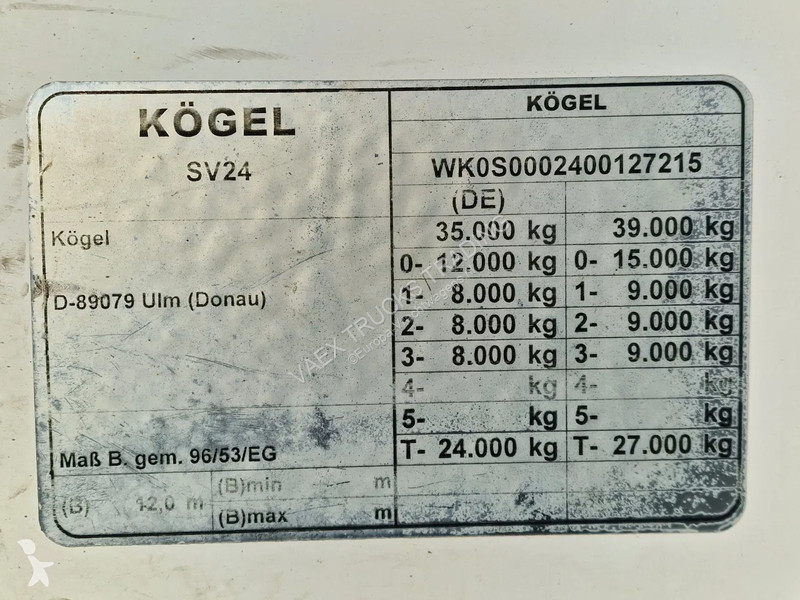 KÖGEL
SV24
Kögel
D-89079 Ulm (Donau)
Maß B. gem. 96/53/EG
(B) 12,0 m
(B)min m
(B)max m
KÖGEL
WK0S0002400127215
(DE)
35.000 kg 39.000 kg
0- 12.000 kg 0- 15.000 kg
1- 8.000 kg 1- 9.000 kg
2- 8.000 kg 2- 9.000 kg
3- 8.000 kg 3- 9.000 kg
4- kg 4- kg
5- kg 5- kg
T- 24.000 kg T- 27.000 kg
VAEX TRUCKSTRADERS